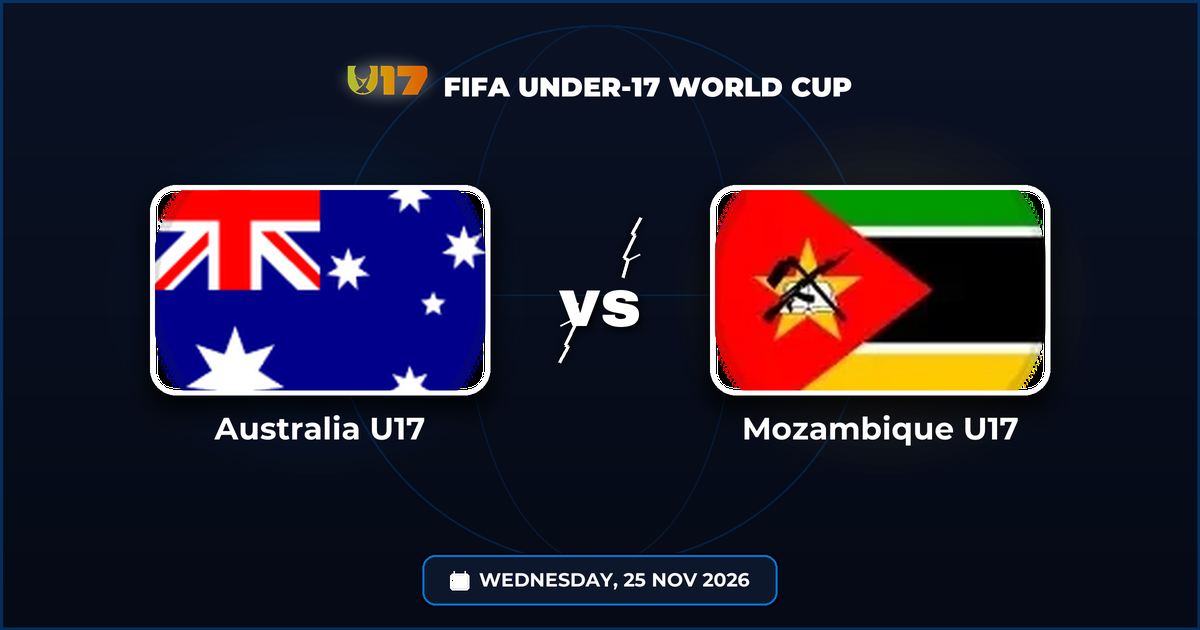 U17 FIFA UNDER-17 WORLD CUP
VS
Australia U17
Mozambique U17
WEDNESDAY, 25 NOV 2026